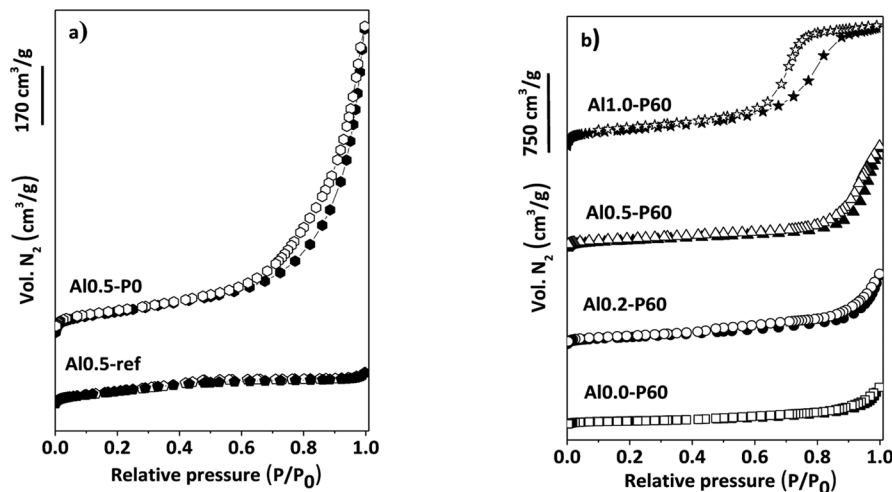 a)
170 cm³/g
Vol. N₂ (cm³/g)
Al0.5-P0
Al0.5-ref
0.0 0.2 0.4 0.6 0.8 1.0
Relative pressure (P/P₀)
b)
750 cm³/g
Vol. N₂ (cm³/g)
Al1.0-P60
Al0.5-P60
Al0.2-P60
Al0.0-P60
0.0 0.2 0.4 0.6 0.8 1.0
Relative pressure (P/P₀)